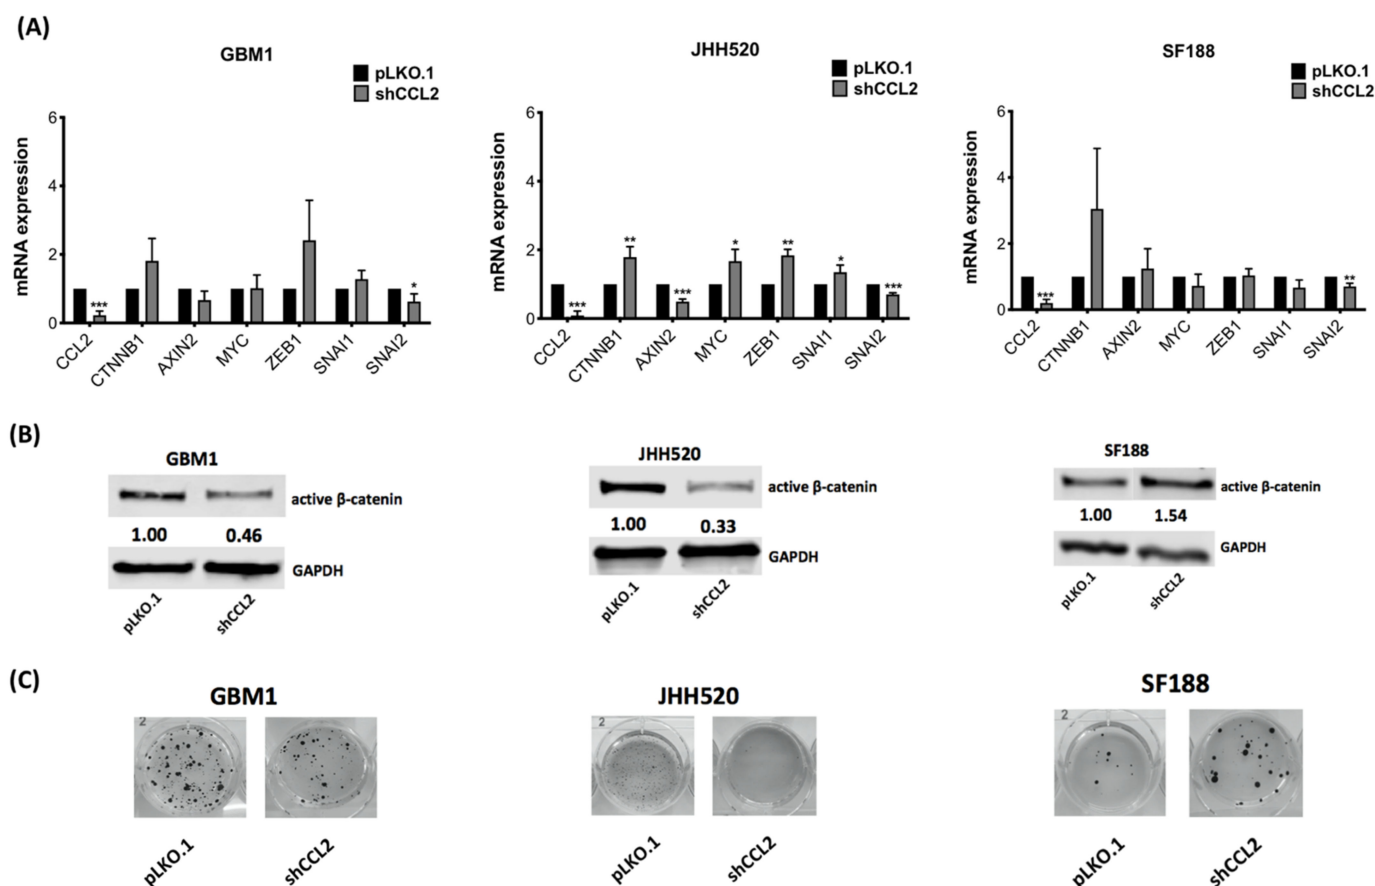 (A)
GBM1
pLKO.1
shCCL2
mRNA expression
6
4
2
0
***
*
CCL2
CTNNB1
AXIN2
MYC
ZEB1
SNAI1
SNAI2
JHH520
pLKO.1
shCCL2
mRNA expression
6
4
2
0
***
**
***
*
**
*
***
CCL2
CTNNB1
AXIN2
MYC
ZEB1
SNAI1
SNAI2
SF188
pLKO.1
shCCL2
mRNA expression
6
4
2
0
***
**
CCL2
CTNNB1
AXIN2
MYC
ZEB1
SNAI1
SNAI2
(B)
GBM1
active β-catenin
1.00 0.46
GAPDH
pLKO.1
shCCL2
JHH520
active β-catenin
1.00 0.33
GAPDH
pLKO.1
shCCL2
SF188
active β-catenin
1.00 1.54
GAPDH
pLKO.1
shCCL2
(C)
GBM1
2
pLKO.1
shCCL2
JHH520
2
pLKO.1
shCCL2
SF188
2
pLKO.1
shCCL2